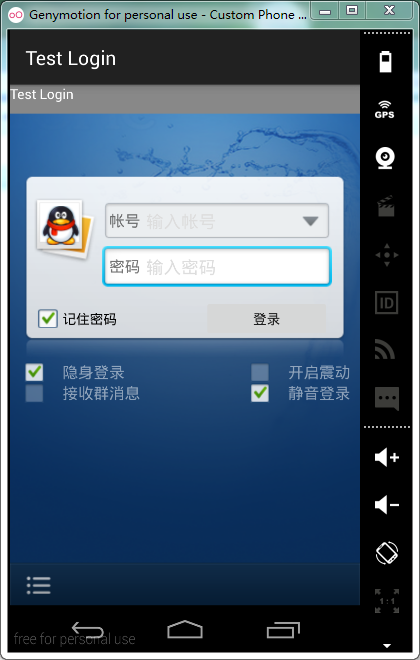 Genymotion for personal use - Custom Phone ...
Test Login
Test Login
GPS
帐号 输入帐号
密码 输入密码
记住密码 登录
ID
隐身登录 开启震动
接收群消息 静音登录
1:1
free for personal use